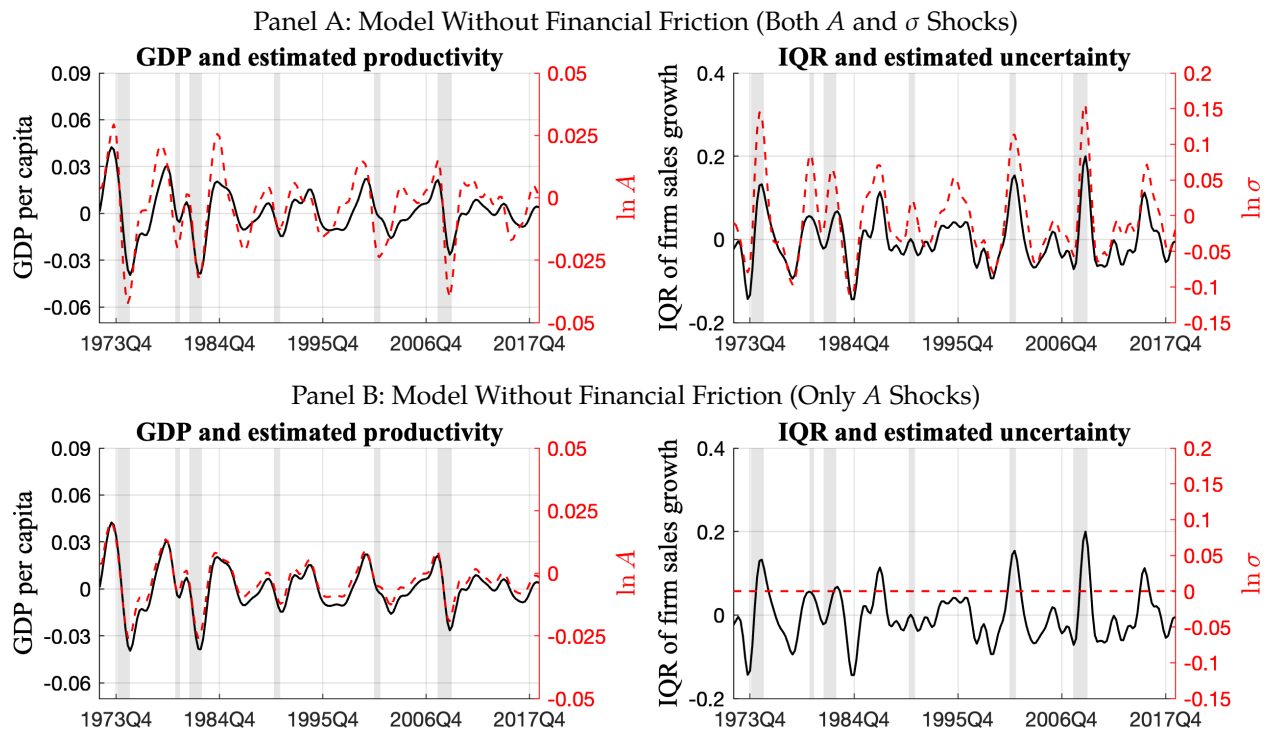 Panel A: Model Without Financial Friction (Both A and σ Shocks)
GDP and estimated productivity
GDP per capita
0.09
0.06
0.03
0
-0.03
-0.06
0.05
0.025
0
-0.025
-0.05
ln A
1973Q4 1984Q4 1995Q4 2006Q4 2017Q4
IQR and estimated uncertainty
IQR of firm sales growth
0.4
0.2
0
-0.2
0.2
0.15
0.1
0.05
0
-0.05
-0.1
-0.15
ln σ
1973Q4 1984Q4 1995Q4 2006Q4 2017Q4
Panel B: Model Without Financial Friction (Only A Shocks)
GDP and estimated productivity
GDP per capita
0.09
0.06
0.03
0
-0.03
-0.06
0.05
0.025
0
-0.025
-0.05
ln A
1973Q4 1984Q4 1995Q4 2006Q4 2017Q4
IQR and estimated uncertainty
IQR of firm sales growth
0.4
0.2
0
-0.2
0.2
0.15
0.1
0.05
0
-0.05
-0.1
-0.15
ln σ
1973Q4 1984Q4 1995Q4 2006Q4 2017Q4